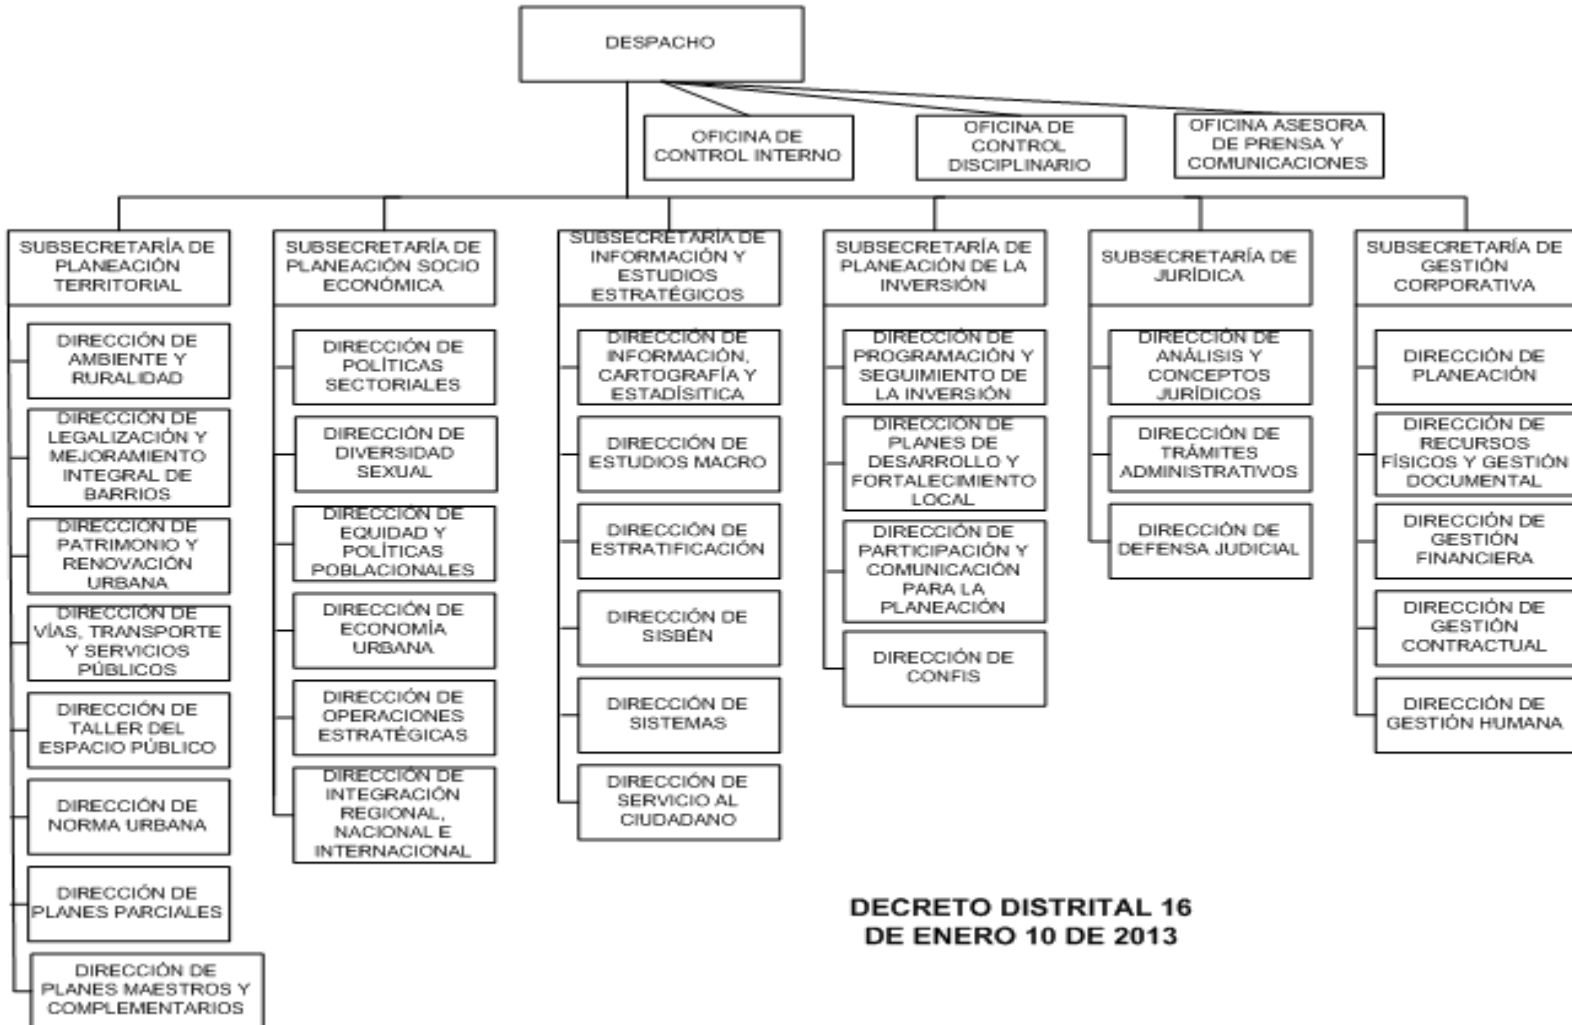 DESPACHO
OFICINA DE
CONTROL INTERNO
OFICINA DE
CONTROL
DISCIPLINARIO
OFICINA ASESORA
DE PRENSA Y
COMUNICACIONES
SUBSECRETARÍA DE
PLANEACIÓN
TERRITORIAL
DIRECCIÓN DE
AMBIENTE Y
RURALIDAD
DIRECCIÓN DE
LEGALIZACIÓN Y
MEJORAMIENTO
INTEGRAL DE
BARRIOS
DIRECCIÓN DE
PATRIMONIO Y
RENOVACIÓN
URBANA
DIRECCIÓN DE
VÍAS, TRANSPORTE
Y SERVICIOS
PÚBLICOS
DIRECCIÓN DE
TALLER DEL
ESPACIO PÚBLICO
DIRECCIÓN DE
NORMA URBANA
DIRECCIÓN DE
PLANES PARCIALES
DIRECCIÓN DE
PLANES MAESTROS Y
COMPLEMENTARIOS
SUBSECRETARÍA DE
PLANEACIÓN SOCIO
ECONÓMICA
DIRECCIÓN DE
POLÍTICAS
SECTORIALES
DIRECCIÓN DE
DIVERSIDAD
SEXUAL
DIRECCIÓN DE
EQUIDAD Y
POLÍTICAS
POBLACIONALES
DIRECCIÓN DE
ECONOMÍA
URBANA
DIRECCIÓN DE
OPERACIONES
ESTRATÉGICAS
DIRECCIÓN DE
INTEGRACIÓN
REGIONAL,
NACIONAL E
INTERNACIONAL
SUBSECRETARÍA DE
INFORMACIÓN Y
ESTUDIOS
ESTRATÉGICOS
DIRECCIÓN DE
INFORMACIÓN,
CARTOGRAFÍA Y
ESTADÍSITICA
DIRECCIÓN DE
ESTUDIOS MACRO
DIRECCIÓN DE
ESTRATIFICACIÓN
DIRECCIÓN DE
SISBÉN
DIRECCIÓN DE
SISTEMAS
DIRECCIÓN DE
SERVICIO AL
CIUDADANO
SUBSECRETARÍA DE
PLANEACIÓN DE LA
INVERSIÓN
DIRECCIÓN DE
PROGRAMACIÓN Y
SEGUIMIENTO DE
LA INVERSIÓN
DIRECCIÓN DE
PLANES DE
DESARROLLO Y
FORTALECIMIENTO
LOCAL
DIRECCIÓN DE
PARTICIPACIÓN Y
COMUNICACIÓN
PARA LA
PLANEACIÓN
DIRECCIÓN DE
CONFIS
SUBSECRETARÍA DE
JURÍDICA
DIRECCIÓN DE
ANÁLISIS Y
CONCEPTOS
JURÍDICOS
DIRECCIÓN DE
TRÁMITES
ADMINISTRATIVOS
DIRECCIÓN DE
DEFENSA JUDICIAL
SUBSECRETARÍA DE
GESTIÓN
CORPORATIVA
DIRECCIÓN DE
PLANEACIÓN
DIRECCIÓN DE
RECURSOS
FÍSICOS Y GESTIÓN
DOCUMENTAL
DIRECCIÓN DE
GESTIÓN
FINANCIERA
DIRECCIÓN DE
GESTIÓN
CONTRACTUAL
DIRECCIÓN DE
GESTIÓN HUMANA
DECRETO DISTRITAL 16
DE ENERO 10 DE 2013